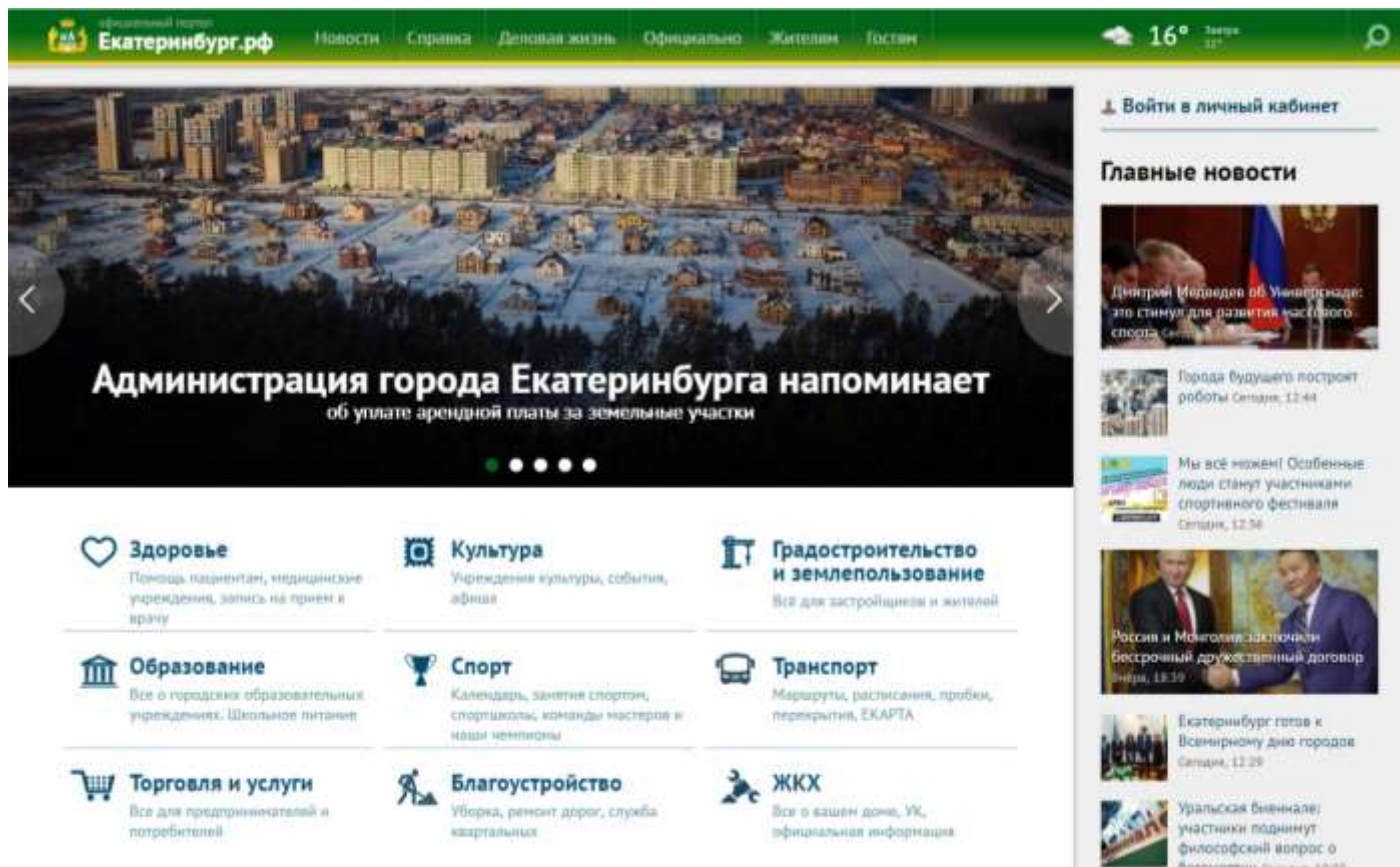 официальный портал
Екатеринбург.рф
Новости Справка Деловая жизнь Официально Жителям Гостям
16° Завтра
Войти в личный кабинет
Администрация города Екатеринбурга напоминает
об уплате арендной платы за земельные участки
Здоровье
Помощь пациентам, медицинские
учреждения, запись на прием к
врачу
Культура
Учреждения культуры, события,
афиша
Градостроительство
и землепользование
Всё для застройщиков и жителей
Образование
Все о городских образовательных
учреждениях. Школьное питание
Спорт
Календарь, занятия спортом,
спортшколы, команды мастеров и
наши чемпионы
Транспорт
Маршруты, расписания, пробки,
перекрытия, ЕКАРТА
Торговля и услуги
Все для предпринимателей и
потребителей
Благоустройство
Уборка, ремонт дорог, служба
квартальных
ЖКХ
Все о вашем доме, УК,
официальная информация
Главные новости
Дмитрий Медведев об Универсиаде:
это стимул для развития массового
спорта
Города будущего построят
роботы Сегодня, 12:44
Мы всё можем! Особенные
люди станут участниками
спортивного фестиваля
Сегодня, 12:36
Россия и Монголия заключили
бессрочный дружественный договор
Вчера, 18:39
Екатеринбург готов к
Всемирному дню городов
Сегодня, 12:29
Уральская биеннале:
участники поднимут
философский вопрос о